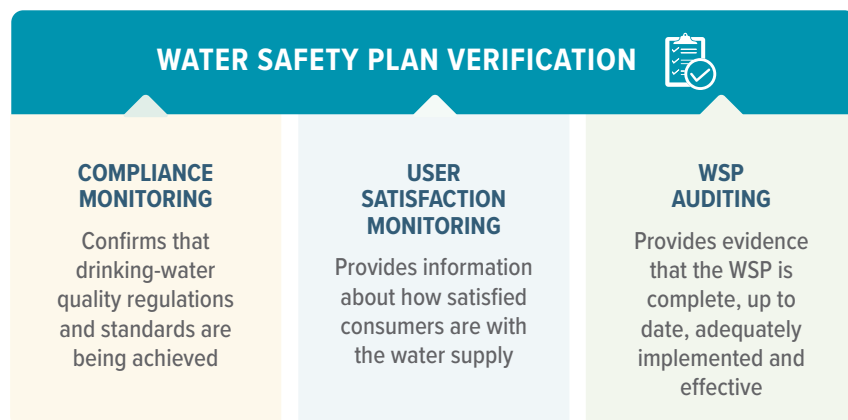 WATER SAFETY PLAN VERIFICATION
COMPLIANCE
MONITORING
Confirms that
drinking-water
quality regulations
and standards are
being achieved
USER
SATISFACTION
MONITORING
Provides information
about how satisfied
consumers are with
the water supply
WSP
AUDITING
Provides evidence
that the WSP is
complete, up to
date, adequately
implemented and
effective